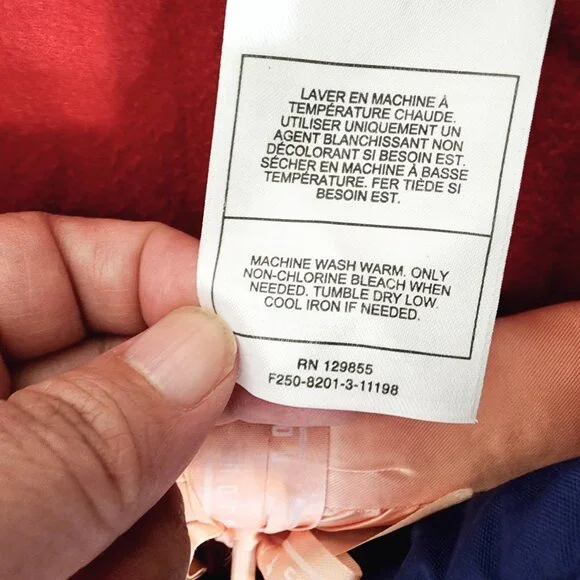 LAVER EN MACHINE À
TEMPÉRATURE CHAUDE.
UTILISER UNIQUEMENT UN
AGENT BLANCHISSANT NON
DÉCOLORANT SI BESOIN EST.
SÉCHER EN MACHINE À BASSE
TEMPÉRATURE. FER TIÈDE SI
BESOIN EST.
MACHINE WASH WARM. ONLY
NON-CHLORINE BLEACH WHEN
NEEDED. TUMBLE DRY LOW.
COOL IRON IF NEEDED.
RN 129855
F250-8201-3-11198